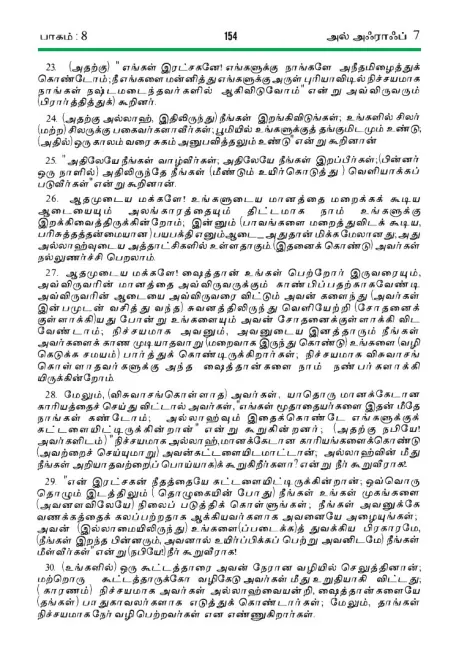 பாகம் : 8 154 அல் அஃராஃப் 7
23. (அதற்கு) "எங்கள் இரட்சகனே! எங்களுக்கு நாங்களே அநீதமிழைத்துக்
கொண்டோம்; நீ எங்களை மன்னித்து எங்களுக்கு அருள் புரியாவிடில் நிச்சயமாக
நாங்கள் நஷ்டமடைந்தவர்களில் ஆகிவிடுவோம்" என்று அவ்விருவரும்
(பிரார்த்தித்துக்) கூறினர்.
24. (அதற்கு அல்லாஹ், இதிலிருந்து) நீங்கள் இறங்கிவிடுங்கள்; உங்களில் சிலர்
(மற்ற) சிலருக்கு பகைவர்களாவீர்கள்; பூமியில் உங்களுக்குத் தங்குமிடமும் உண்டு;
(அதில்) ஒரு காலம் வரை சுகம் அனுபவித்தலும் உண்டு என்று கூறினான்
25. "அதிலேயே நீங்கள் வாழ்வீர்கள்; அதிலேயே நீங்கள் இறப்பீர்கள்; (பின்னர்
ஒரு நாளில்) அதிலிருந்தே நீங்கள் (மீண்டும் உயிர் கொடுத்து ) வெளியாக்கப்
படுவீர்கள்" என்று கூறினான்.
26. ஆதமுடைய மக்களே! உங்களுடைய மானத்தை மறைக்கக் கூடிய
ஆடையையும் அலங்காரத்தையும் திட்டமாக நாம் உங்களுக்கு
இறக்கிவைத்திருக்கின்றோம்; இன்னும் (பாவங்களை மறைத்துவிடக் கூடிய,
பரிசுத்தத்தன்மையான) பயபக்தி எனும் ஆடை_அதுதான் மிக்க மேலானது, அது
அல்லாஹ்வுடைய அத்தாட்சிகளில் உள்ளதாகும். (இதனைக் கொண்டு) அவர்கள்
நல்லுணர்ச்சி பெறலாம்.
27. ஆதமுடைய மக்களே! ஷைத்தான் உங்கள் பெற்றோர் இருவரையும்,
அவ்விருவரின் மானத்தை அவ்விருவருக்கும் காண்பிப்பதற்காகவேண்டி
அவ்விருவரின் ஆடையை அவ்விருவரை விட்டும் அவன் களைந்து (அவர்கள்
இன்பமுடன் வசித்து வந்த) சுவனத்திலிருந்து வெளியேற்றி (சோதனைக்
குள்ளாக்கி)யது போன்று உங்களையும் அவன் சோதனைக்குள்ளாக்கி விட
வேண்டாம்; நிச்சயமாக அவனும், அவனுடைய இனத்தாரும் நீங்கள்
அவர்களைக் காண முடியாதவாறு (மறைவாக இருந்து கொண்டு) உங்களை (வழி
கெடுக்க சமயம்) பார்த்துக் கொண்டிருக்கிறார்கள்; நிச்சயமாக விசுவாசங்
கொள்ளாதவர்களுக்கு அந்த ஷைத்தான்களை நாம் நண்பர்களாக்கி
யிருக்கின்றோம்.
28. மேலும், (விசுவாசங்கொள்ளாத) அவர்கள், யாதொரு மானக்கேடான
காரியத்தைச் செய்து விட்டால் அவர்கள், "எங்கள் மூதாதையர்களை இதன் மீதே
நாங்கள் கண்டோம்; அல்லாஹ்வும் இதைக்கொண்டே எங்களுக்குக்
கட்டளையிட்டிருக்கின்றான்" என்று கூறுகின்றனர்; (அதற்கு நபியே!
அவர்களிடம்) "நிச்சயமாக அல்லாஹ், மானக்கேடான காரியங்களைக்கொண்டு
(அவற்றைச் செய்யுமாறு) அவன் கட்டளையிடமாட்டான்; அல்லாஹ்வின் மீது
நீங்கள் அறியாதவற்றை(ப் பொய்யாக)க் கூறுகிறீர்களா? என்று நீர் கூறுவீராக!.
29. "என் இரட்சகன் நீதத்தையே கட்டளையிட்டிருக்கின்றான்; ஒவ்வொரு
தொழும் இடத்திலும் ( தொழுகையின் போது) நீங்கள் உங்கள் முகங்களை
(அவனளவிலேயே) நிலைப் படுத்திக் கொள்ளுங்கள்; நீங்கள் அவனுக்கே
வணக்கத்தைக் கலப்பற்றதாக ஆக்கியவர்களாக அவனையே அழையுங்கள்;
அவன் (இல்லாமையிலிருந்து) உங்களை(ப்படைக்க)த் துவக்கிய பிரகாரமே,
(நீங்கள் இறந்த பின்னரும், அவனால் உயிர்ப்பிக்கப் பெற்று அவனிடமே) நீங்கள்
மீள்வீர்கள்" என்று (நபியே!) நீர் கூறுவீராக!
30. (உங்களில்) ஒரு கூட்டத்தாரை அவன் நேரான வழியில் செலுத்தினான்;
மற்றொரு கூட்டத்தாருக்கோ வழிகேடு அவர்கள் மீது உறுதியாகி விட்டது;
( காரணம்) நிச்சயமாக அவர்கள் அல்லாஹ்வையன்றி, ஷைத்தான்களையே
(தங்கள்) பாதுகாவலர்களாக எடுத்துக் கொண்டார்கள்; மேலும், தாங்கள்
நிச்சயமாக நேர்வழி பெற்றவர்கள் என எண்ணுகிறார்கள்.